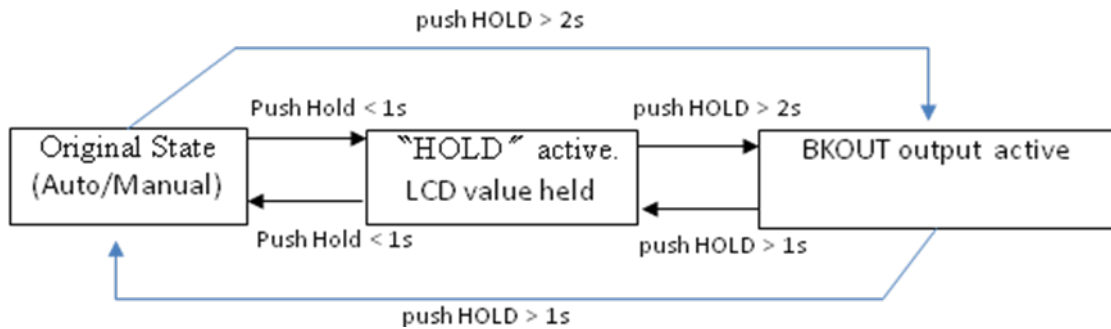 push HOLD > 2s
Push Hold < 1s
push HOLD > 2s
Original State
(Auto/Manual)
〝HOLD〞 active.
LCD value held
BKOUT output active
Push Hold < 1s
push HOLD > 1s
push HOLD > 1s